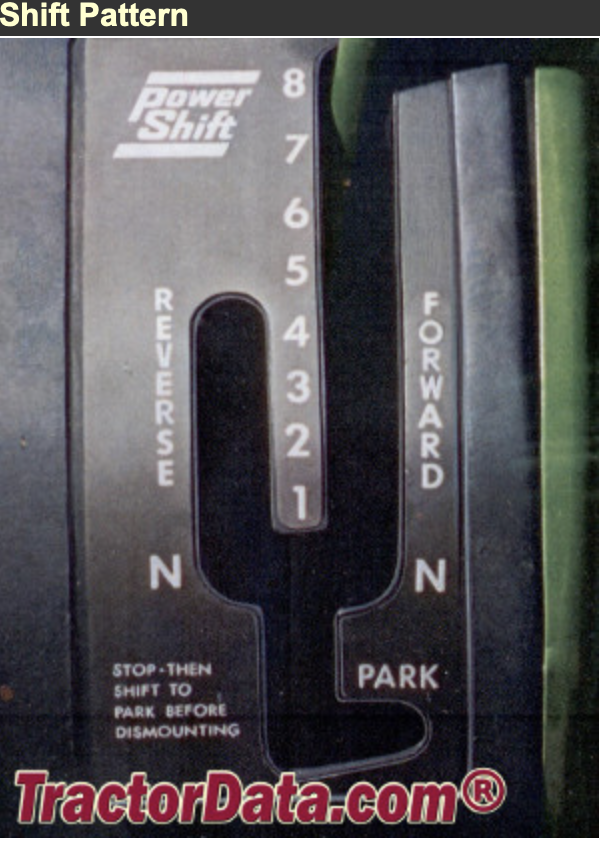 Shift Pattern
Power
Shift
8
7
6
5
4
3
2
1
REVERSE
FORWARD
N
N
STOP-THEN
SHIFT TO
PARK BEFORE
DISMOUNTING
PARK
TractorData.com®